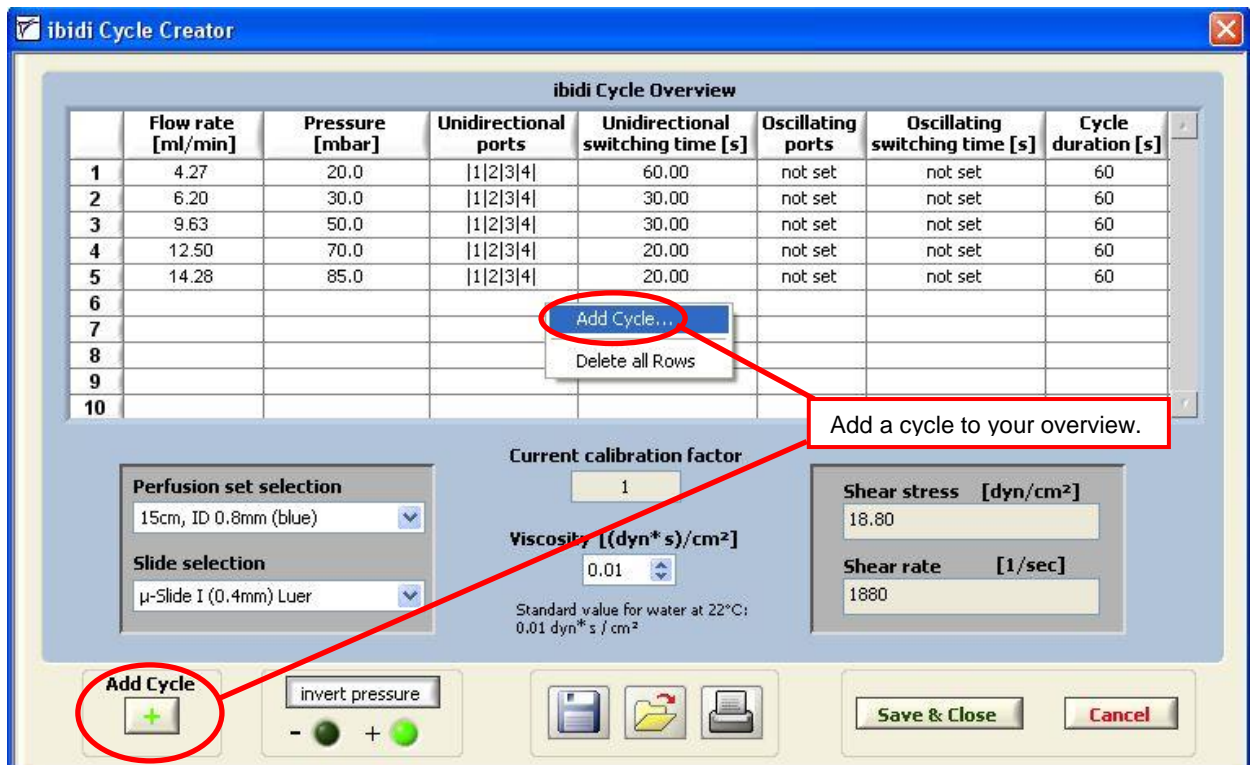 ibidi Cycle Creator
ibidi Cycle Overview
Flow rate [ml/min] Pressure [mbar] Unidirectional ports Unidirectional switching time [s] Oscillating ports Oscillating switching time [s] Cycle duration [s]
1 4.27 20.0 |1|2|3|4| 60.00 not set not set 60
2 6.20 30.0 |1|2|3|4| 30.00 not set not set 60
3 9.63 50.0 |1|2|3|4| 30.00 not set not set 60
4 12.50 70.0 |1|2|3|4| 20.00 not set not set 60
5 14.28 85.0 |1|2|3|4| 20.00 not set not set 60
6
7
8
9
10
Add Cycle...
Delete all Rows
Add a cycle to your overview.
Perfusion set selection
15cm, ID 0.8mm (blue)
Slide selection
µ-Slide I (0.4mm) Luer
Current calibration factor
1
Viscosity [(dyn*s)/cm²]
0.01
Standard value for water at 22°C:
0.01 dyn*s / cm²
Shear stress [dyn/cm²]
18.80
Shear rate [1/sec]
1880
Add Cycle
+
invert pressure
- +
Save & Close
Cancel